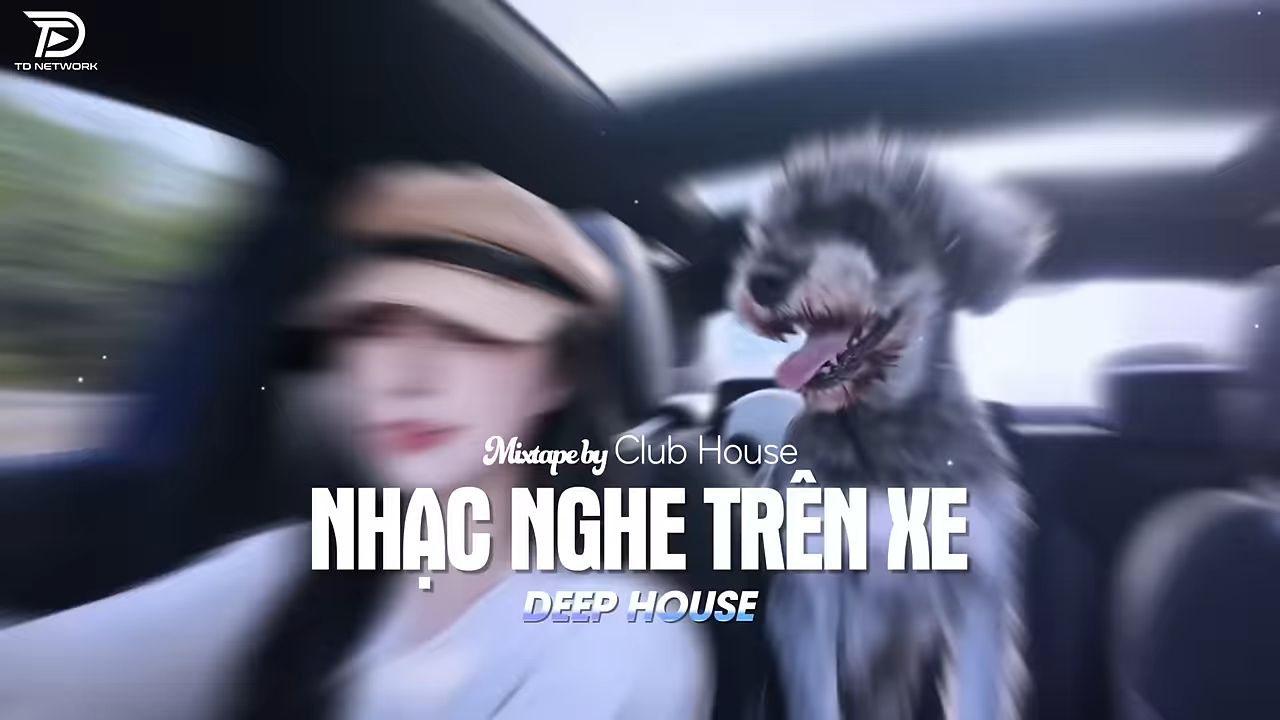 TD NETWORK
Mixtape by Club House
NHẠC NGHE TRÊN XE
DEEP HOUSE